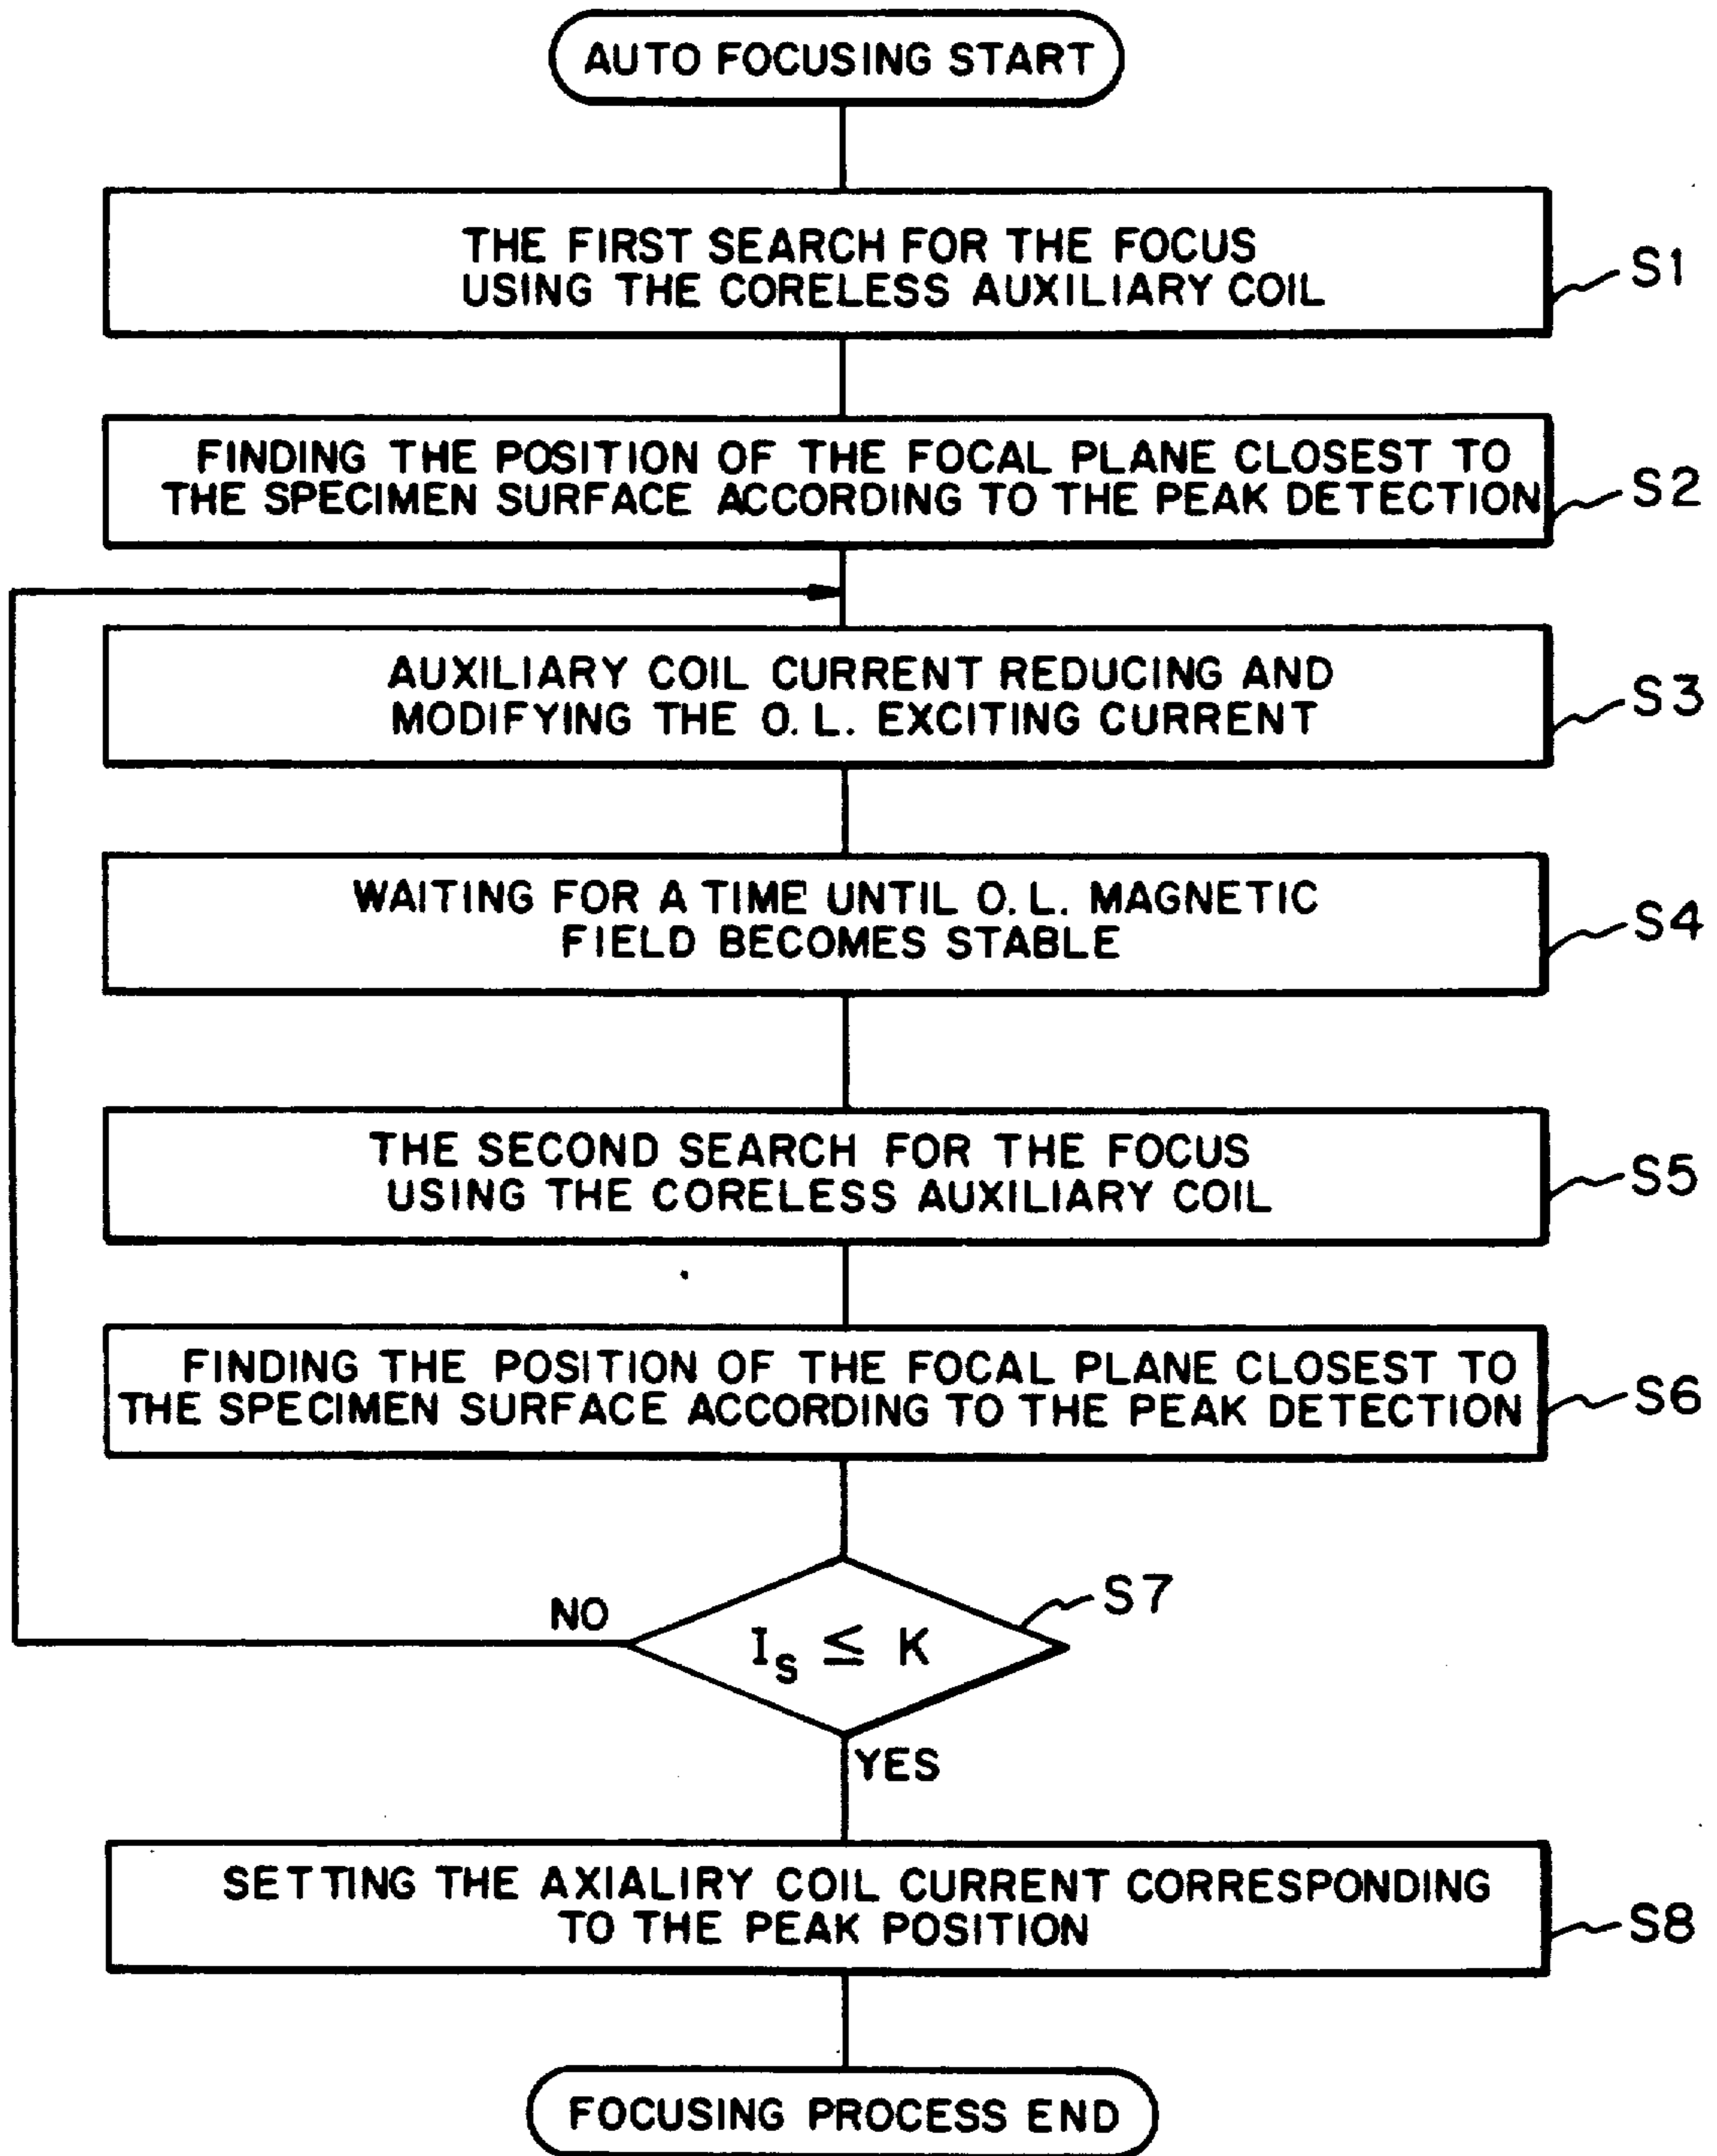 AUTO FOCUSING START
THE FIRST SEARCH FOR THE FOCUS
USING THE CORELESS AUXILIARY COIL
S1
FINDING THE POSITION OF THE FOCAL PLANE CLOSEST TO
THE SPECIMEN SURFACE ACCORDING TO THE PEAK DETECTION
S2
AUXILIARY COIL CURRENT REDUCING AND
MODIFYING THE O. L. EXCITING CURRENT
S3
WAITING FOR A TIME UNTIL O. L. MAGNETIC
FIELD BECOMES STABLE
S4
THE SECOND SEARCH FOR THE FOCUS
USING THE CORELESS AUXILIARY COIL
S5
FINDING THE POSITION OF THE FOCAL PLANE CLOSEST TO
THE SPECIMEN SURFACE ACCORDING TO THE PEAK DETECTION
S6
S7
NO
I_S ≦ K
YES
SETTING THE AXIALIRY COIL CURRENT CORRESPONDING
TO THE PEAK POSITION
S8
FOCUSING PROCESS END